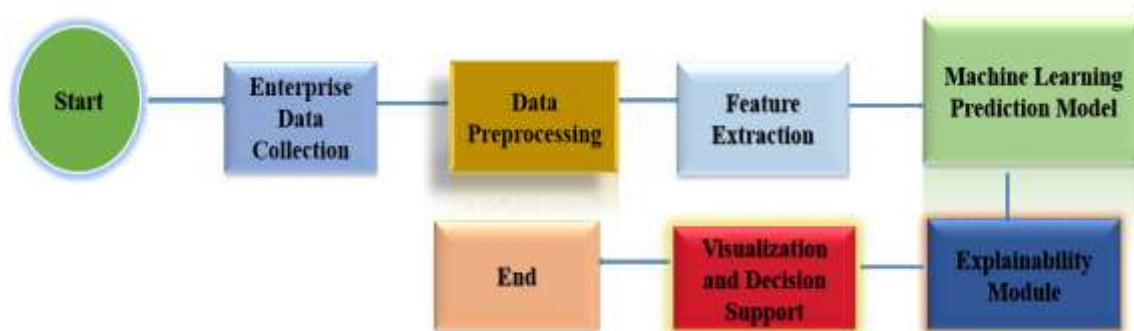 Start
Enterprise
Data
Collection
Data
Preprocessing
Feature
Extraction
Machine Learning
Prediction Model
Explainability
Module
Visualization
and Decision
Support
End